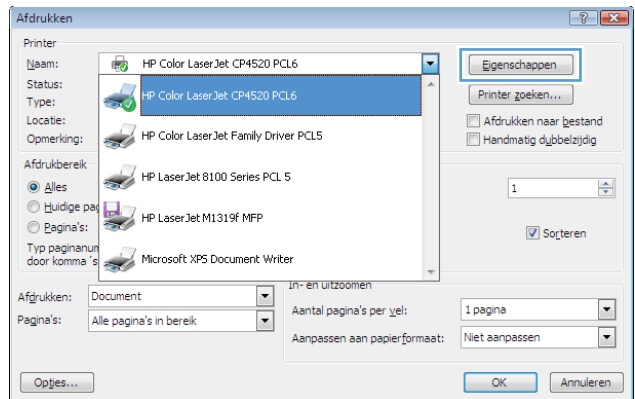 Afdrukken
Printer
Naam: HP Color LaserJet CP4520 PCL6 Eigenschappen
Status: HP Color LaserJet CP4520 PCL6 Printer zoeken...
Type:
Locatie: Afdrukken naar bestand
Opmerking: HP Color LaserJet Family Driver PCL5 Handmatig dubbelzijdig
Afdrukbereik
HP LaserJet 8100 Series PCL 5
Alles 1
Huidige
HP LaserJet M1319f MFP
Pagina's: Sorteren
Typ
door komma 's Microsoft XPS Document Writer
In- en uitzoomen
Afdrukken: Document
Aantal pagina's per vel: 1 pagina
Pagina's: Alle pagina's in bereik
Aanpassen aan papierformaat: Niet aanpassen
Opties... OK Annuleren